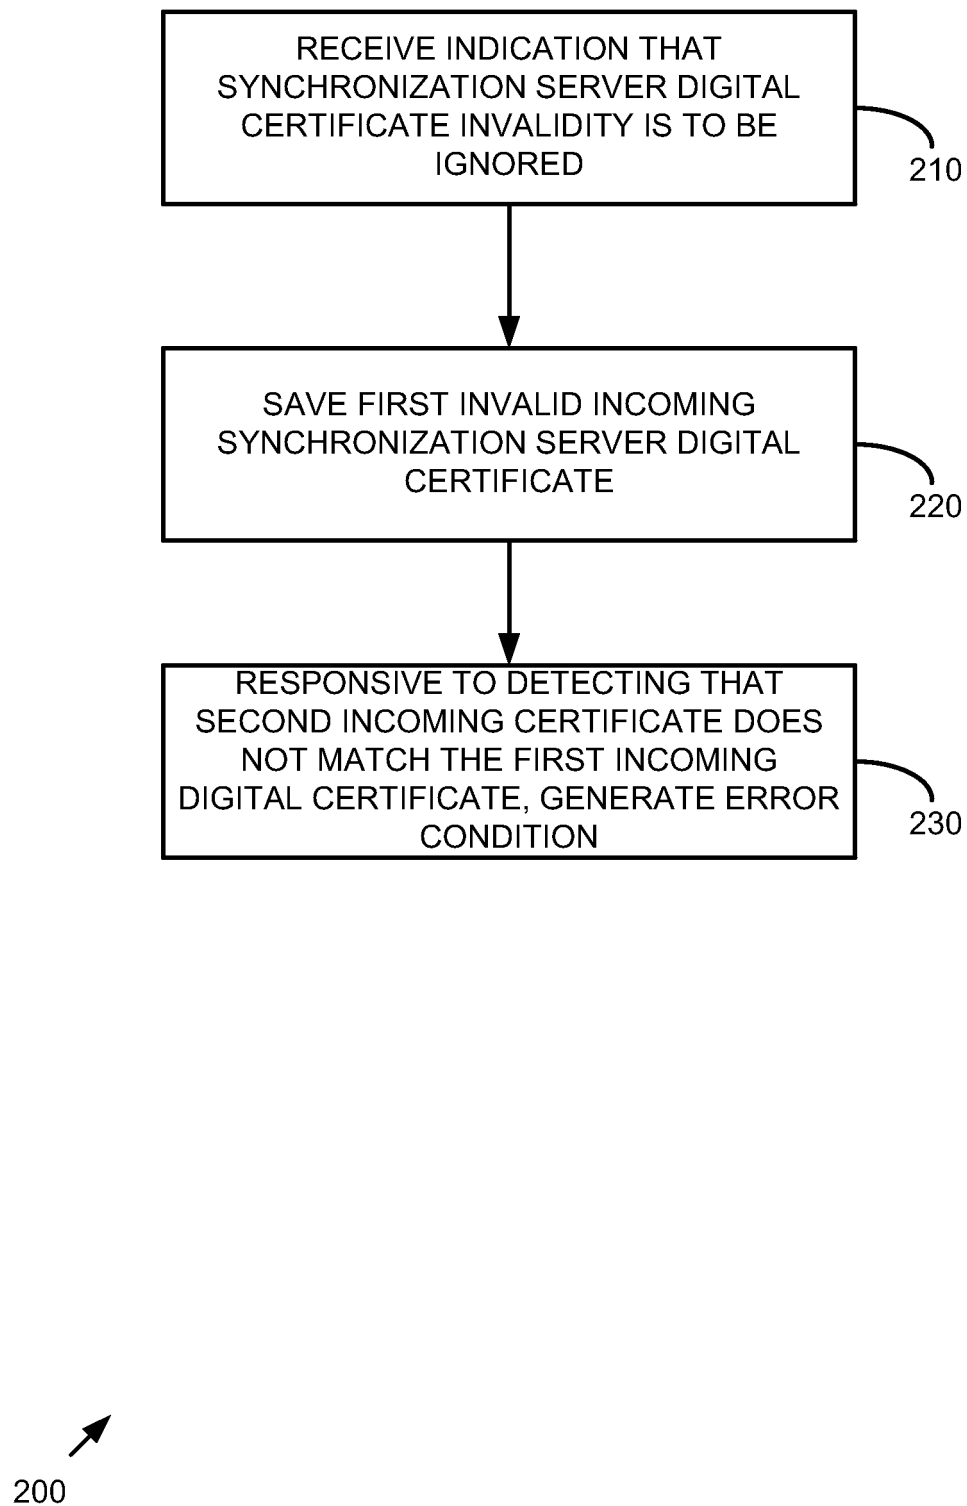 RECEIVE INDICATION THAT
SYNCHRONIZATION SERVER DIGITAL
CERTIFICATE INVALIDITY IS TO BE
IGNORED
210
SAVE FIRST INVALID INCOMING
SYNCHRONIZATION SERVER DIGITAL
CERTIFICATE
220
RESPONSIVE TO DETECTING THAT
SECOND INCOMING CERTIFICATE DOES
NOT MATCH THE FIRST INCOMING
DIGITAL CERTIFICATE, GENERATE ERROR
CONDITION
230
200